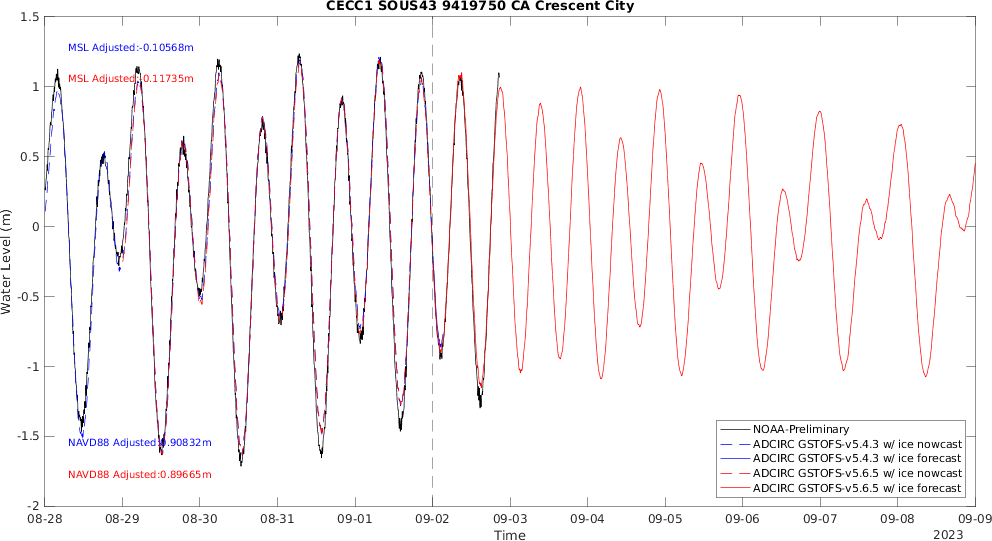 CECC1 SOUS43 9419750 CA Crescent City
1.5
1
0.5
0
-0.5
-1
-1.5
-2
Water Level (m)
MSL Adjusted:-0.10568m
MSL Adjusted:-0.11735m
NAVD88 Adjusted:0.90832m
NAVD88 Adjusted:0.89665m
NOAA-Preliminary
ADCIRC GSTOFS-v5.4.3 w/ ice nowcast
ADCIRC GSTOFS-v5.4.3 w/ ice forecast
ADCIRC GSTOFS-v5.6.5 w/ ice nowcast
ADCIRC GSTOFS-v5.6.5 w/ ice forecast
08-28 08-29 08-30 08-31 09-01 09-02 09-03 09-04 09-05 09-06 09-07 09-08 09-09
Time
2023